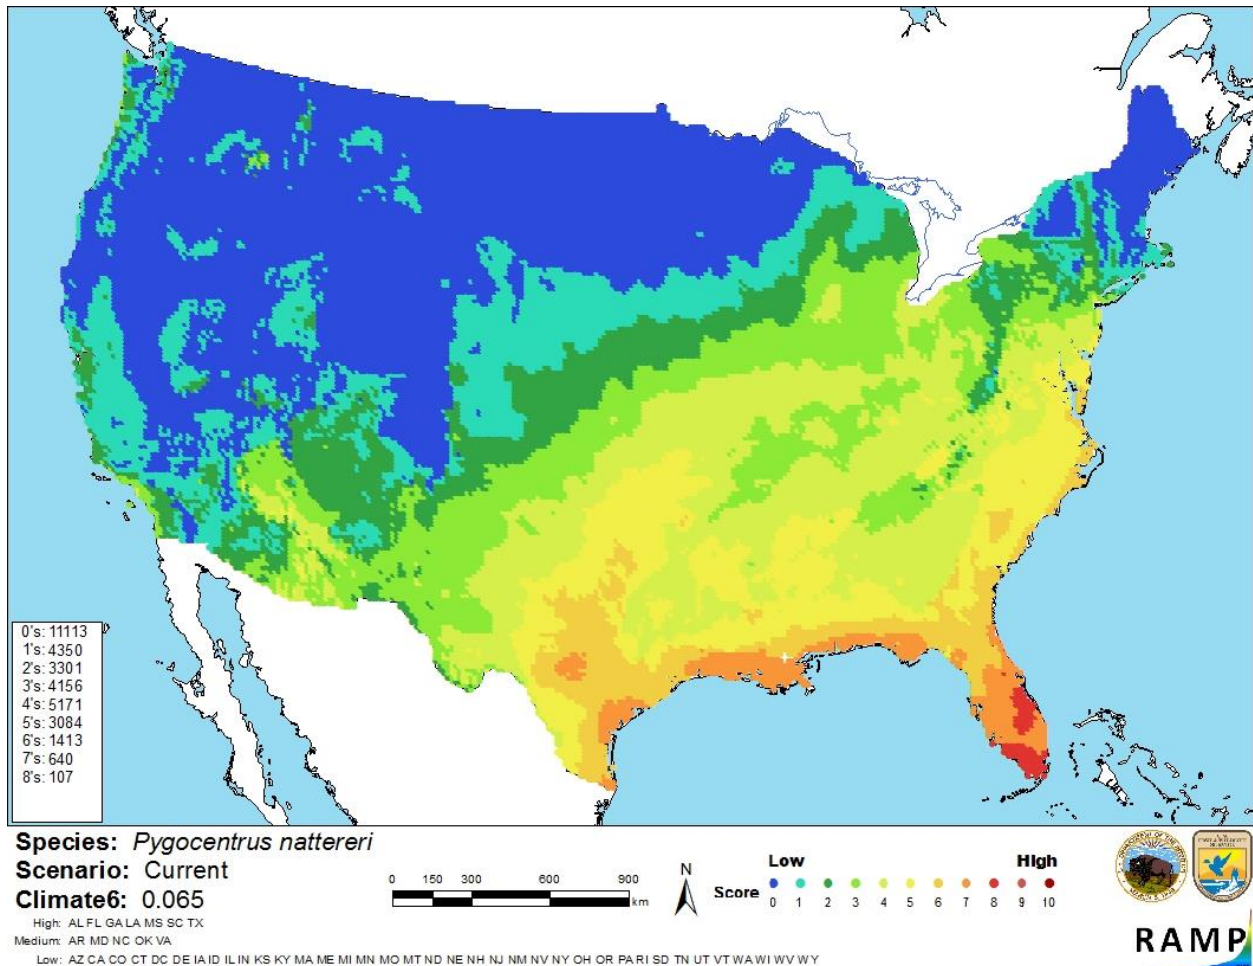 0's: 11113
1's: 4350
2's: 3301
3's: 4156
4's: 5171
5's: 3084
6's: 1413
7's: 640
8's: 107
Species: Pygocentrus nattereri
Scenario: Current
Climate6: 0.065
High: AL FL GA LA MS SC TX
Medium: AR MD NC OK VA
Low: AZ CA CO CT DC DE IA ID IL IN KS KY MA ME MI MN MO MT ND NE NH NJ NM NV NY OH OR PA RI SD TN UT VT WA WI WV WY
0 150 300 600 900
km
N
Low High
Score
0 1 2 3 4 5 6 7 8 9 10
RAMP